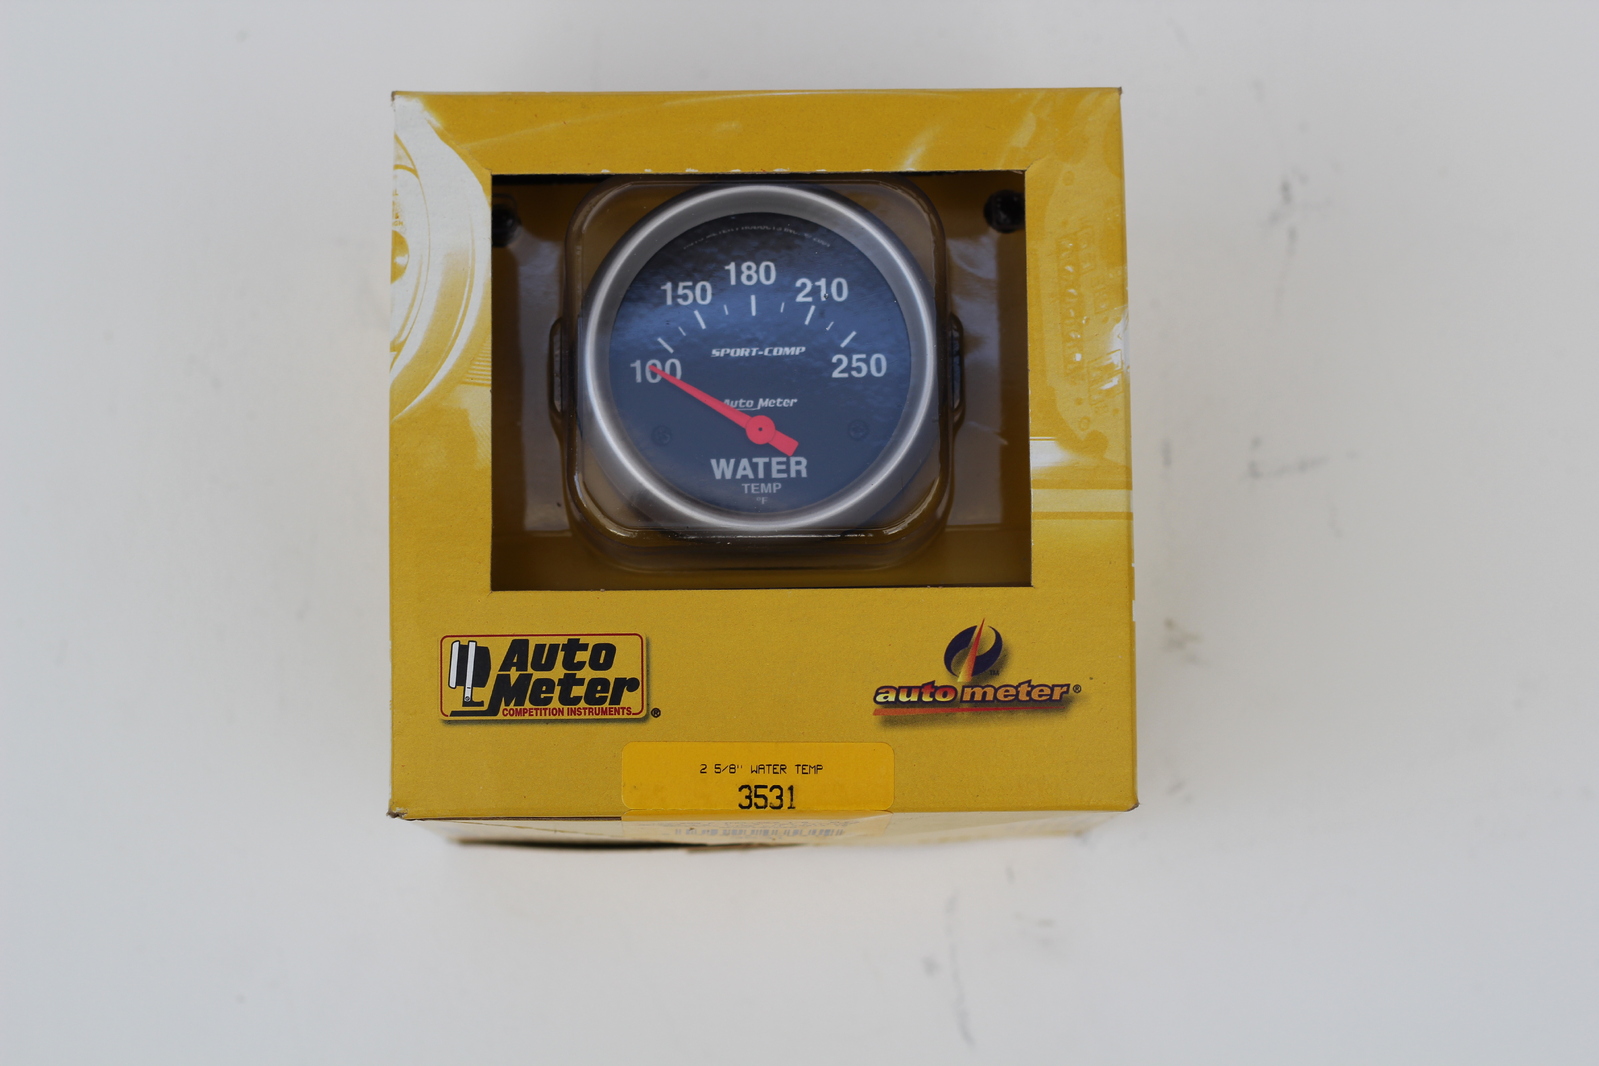 180
150
210
100
250
SPORT-COMP
Auto Meter
WATER
TEMP
°F
Auto
Meter
COMPETITION INSTRUMENTS
®
auto meter®
2 5/8" WATER TEMP
3531